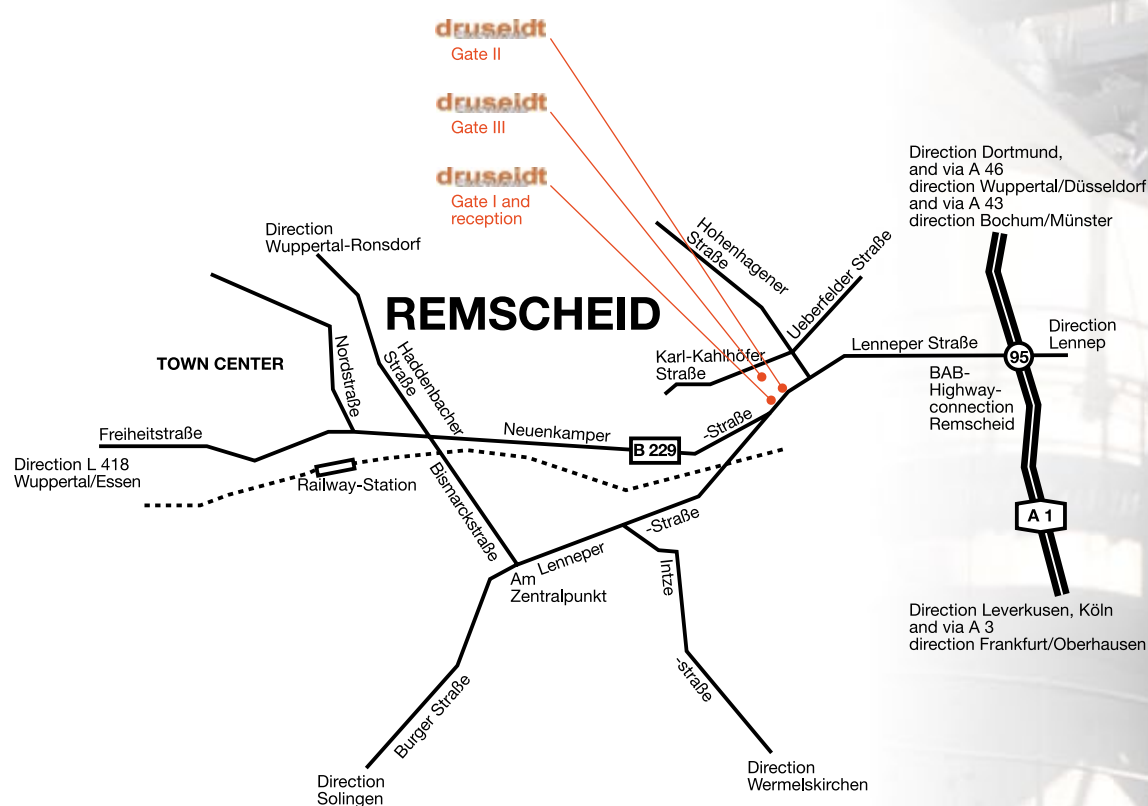 druseidt
Gate II
druseidt
Gate III
druseidt
Gate I and
reception
Direction Dortmund,
and via A 46
direction Wuppertal/Düsseldorf
and via A 43
direction Bochum/Münster
Direction
Wuppertal-Ronsdorf
Hohenhagener
Straße
Ueberfelder Straße
REMSCHEID
TOWN CENTER
Nordstraße
Haddenbacher
Straße
Karl-Kahlhöfer
Straße
Lenneper Straße
95
Direction
Lennep
BAB-
Highway-
connection
Remscheid
Freiheitstraße
Neuenkamper
B 229
-Straße
Direction L 418
Wuppertal/Essen
Railway-Station
Bismarckstraße
A 1
Am
Zentralpunkt
Lenneper
-Straße
Intze
-straße
Direction Leverkusen, Köln
and via A 3
direction Frankfurt/Oberhausen
Burger Straße
Direction
Solingen
Direction
Wermelskirchen